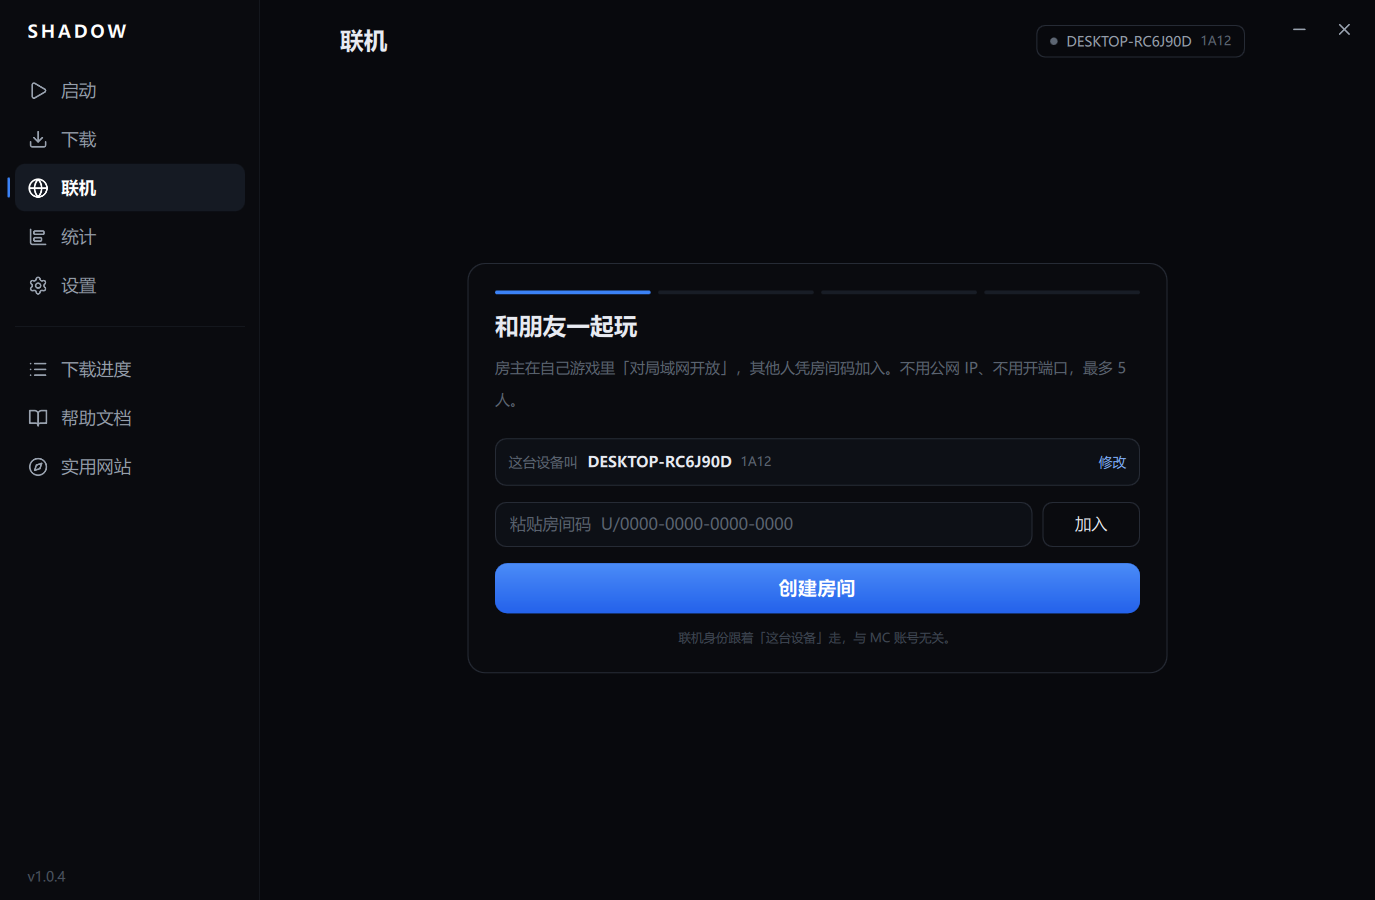 SHADOW
启动
下载
联机
统计
设置
下载进度
帮助文档
实用网站
v1.0.4
联机
DESKTOP-RC6J90D 1A12
和朋友一起玩
房主在自己游戏里「对局域网开放」，其他人凭房间码加入。不用公网 IP、不用开端口，最多 5
人。
这台设备叫 DESKTOP-RC6J90D 1A12 修改
粘贴房间码 U/0000-0000-0000-0000 加入
创建房间
联机身份跟着「这台设备」走，与 MC 账号无关。